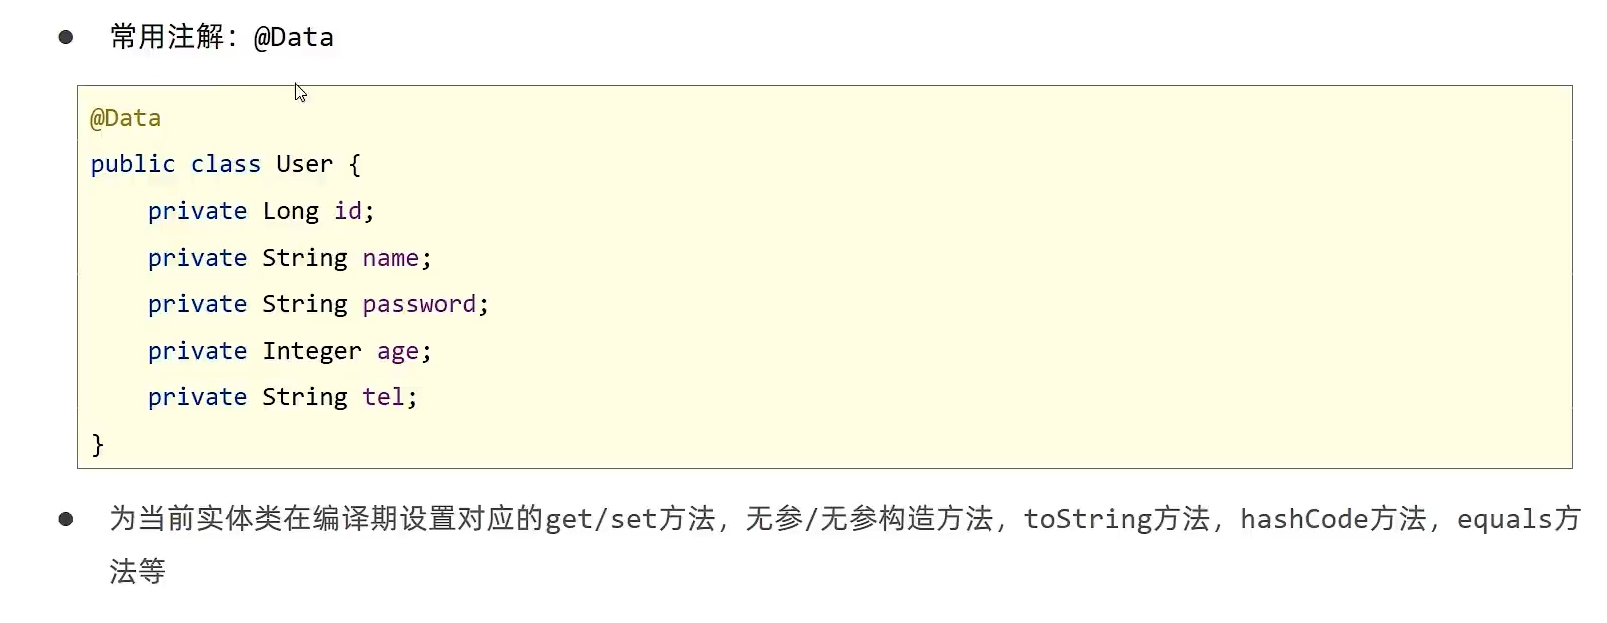 ● 常用注解：@Data
@Data
public class User {
    private Long id;
    private String name;
    private String password;
    private Integer age;
    private String tel;
}
● 为当前实体类在编译期设置对应的get/set方法，无参/无参构造方法，toString方法，hashCode方法，equals方
法等